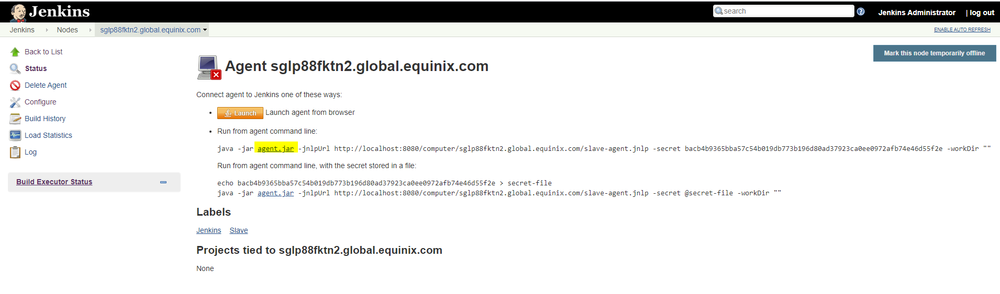 Jenkins
search
Jenkins Administrator
| log out
Jenkins
Nodes
sglp88fktn2.global.equinix.com
ENABLE AUTO REFRESH
Back to List
Status
Delete Agent
Configure
Build History
Load Statistics
Log
Build Executor Status
Mark this node temporarily offline
Agent sglp88fktn2.global.equinix.com
Connect agent to Jenkins one of these ways:
• Launch Launch agent from browser
• Run from agent command line:
java -jar agent.jar -jnlpUrl http://localhost:8080/computer/sglp88fktn2.global.equinix.com/slave-agent.jnlp -secret bacb4b9365bba57c54b019db773b196d80ad37923ca0ee0972afb74e46d55f2e -workDir ""
Run from agent command line, with the secret stored in a file:
echo bacb4b9365bba57c54b019db773b196d80ad37923ca0ee0972afb74e46d55f2e > secret-file
java -jar agent.jar -jnlpUrl http://localhost:8080/computer/sglp88fktn2.global.equinix.com/slave-agent.jnlp -secret @secret-file -workDir ""
Labels
Jenkins Slave
Projects tied to sglp88fktn2.global.equinix.com
None